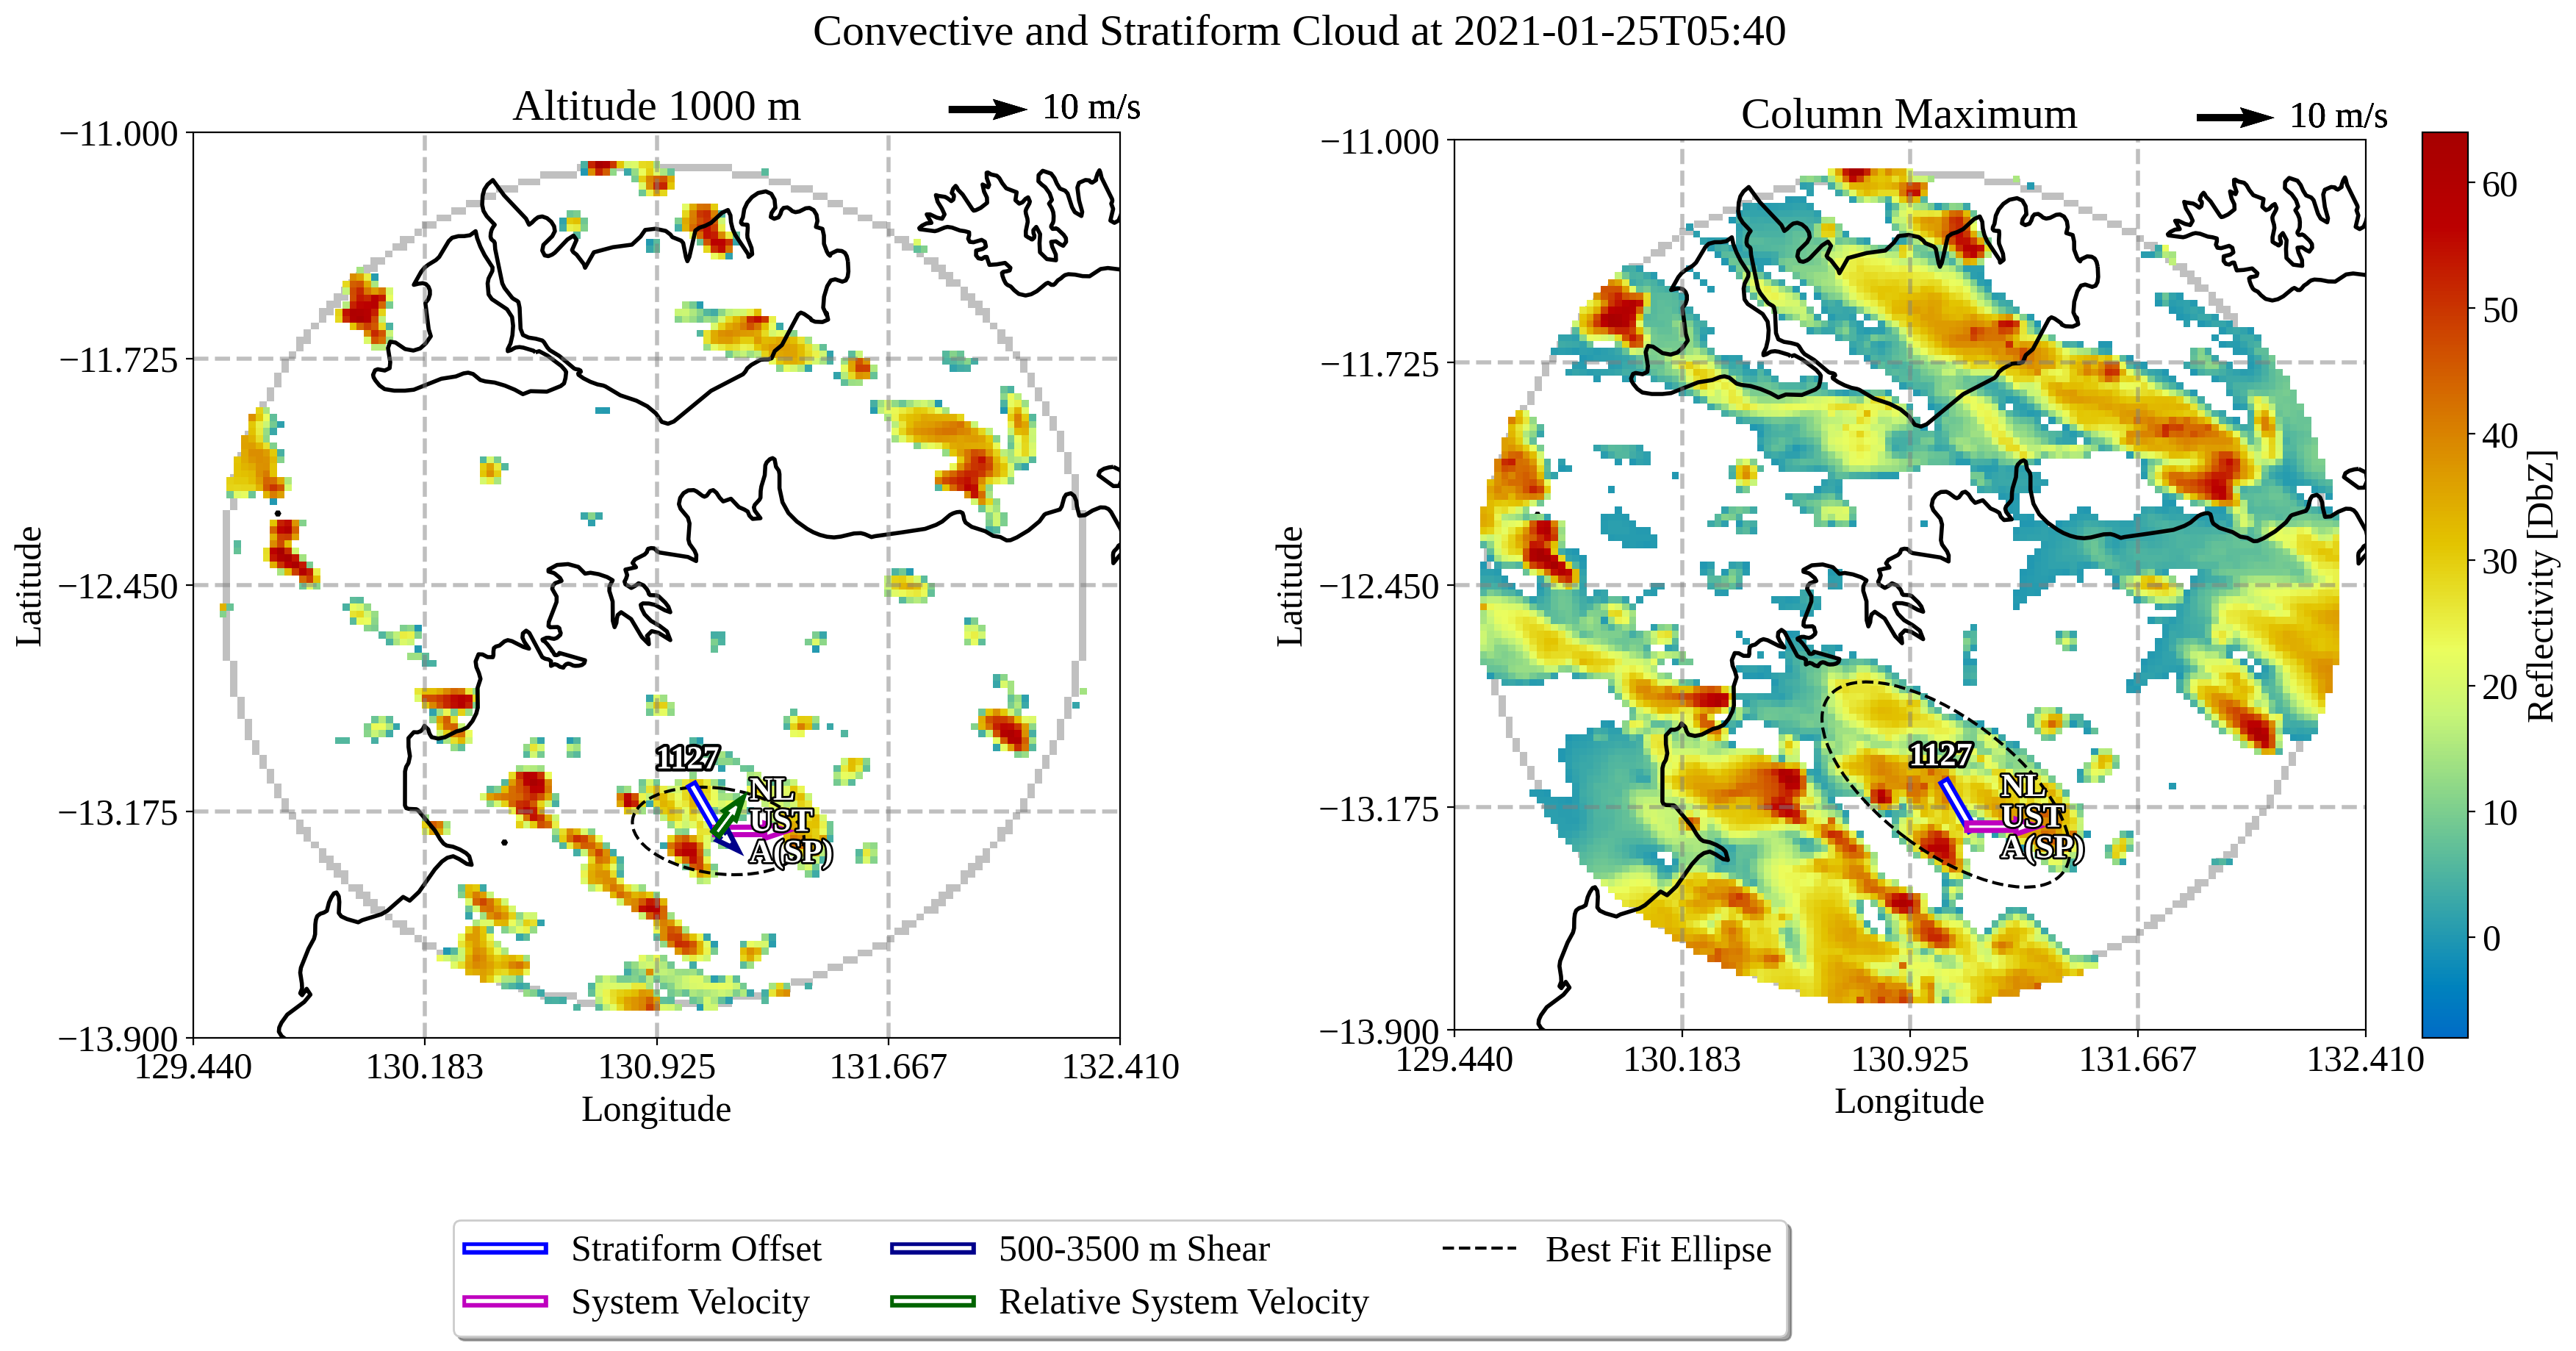 Convective and Stratiform Cloud at 2021-01-25T05:40
Altitude 1000 m
10 m/s
−11.000
−11.725
−12.450
−13.175
−13.900
129.440
130.183
130.925
131.667
132.410
Latitude
Longitude
1127
NL
UST
A(SP)
Column Maximum
10 m/s
−11.000
−11.725
−12.450
−13.175
−13.900
129.440
130.183
130.925
131.667
132.410
Latitude
Longitude
1127
NL
UST
A(SP)
60
50
40
30
20
10
0
Reflectivity [DbZ]
Stratiform Offset
System Velocity
500-3500 m Shear
Relative System Velocity
Best Fit Ellipse